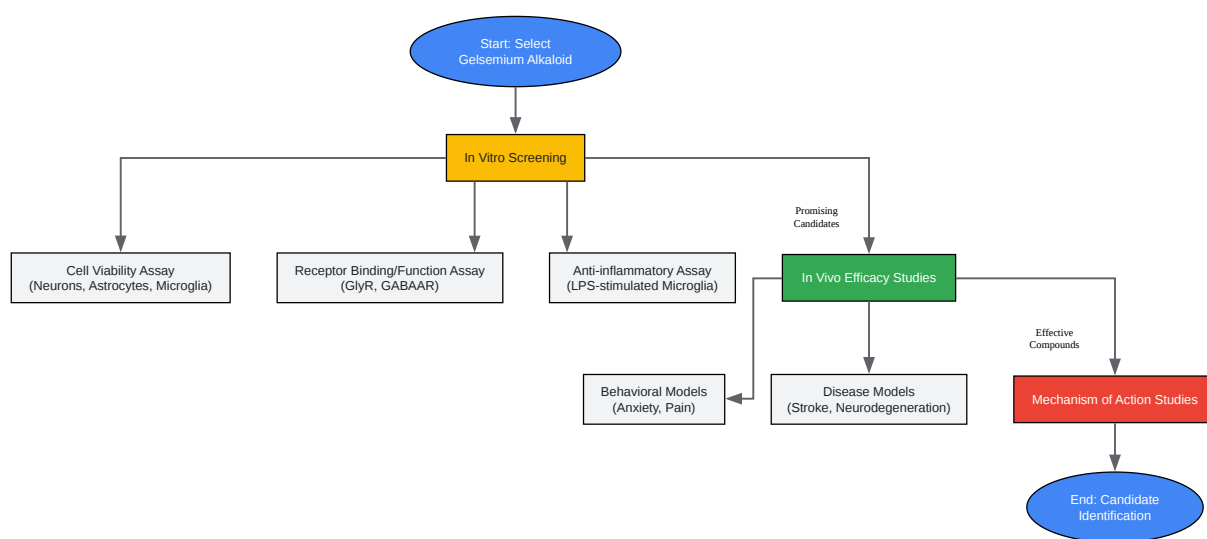 Start: Select
Gelsemium Alkaloid
In Vitro Screening
Promising
Candidates
Cell Viability Assay
(Neurons, Astrocytes, Microglia)
Receptor Binding/Function Assay
(GlyR, GABAAR)
Anti-inflammatory Assay
(LPS-stimulated Microglia)
In Vivo Efficacy Studies
Effective
Compounds
Behavioral Models
(Anxiety, Pain)
Disease Models
(Stroke, Neurodegeneration)
Mechanism of Action Studies
End: Candidate
Identification